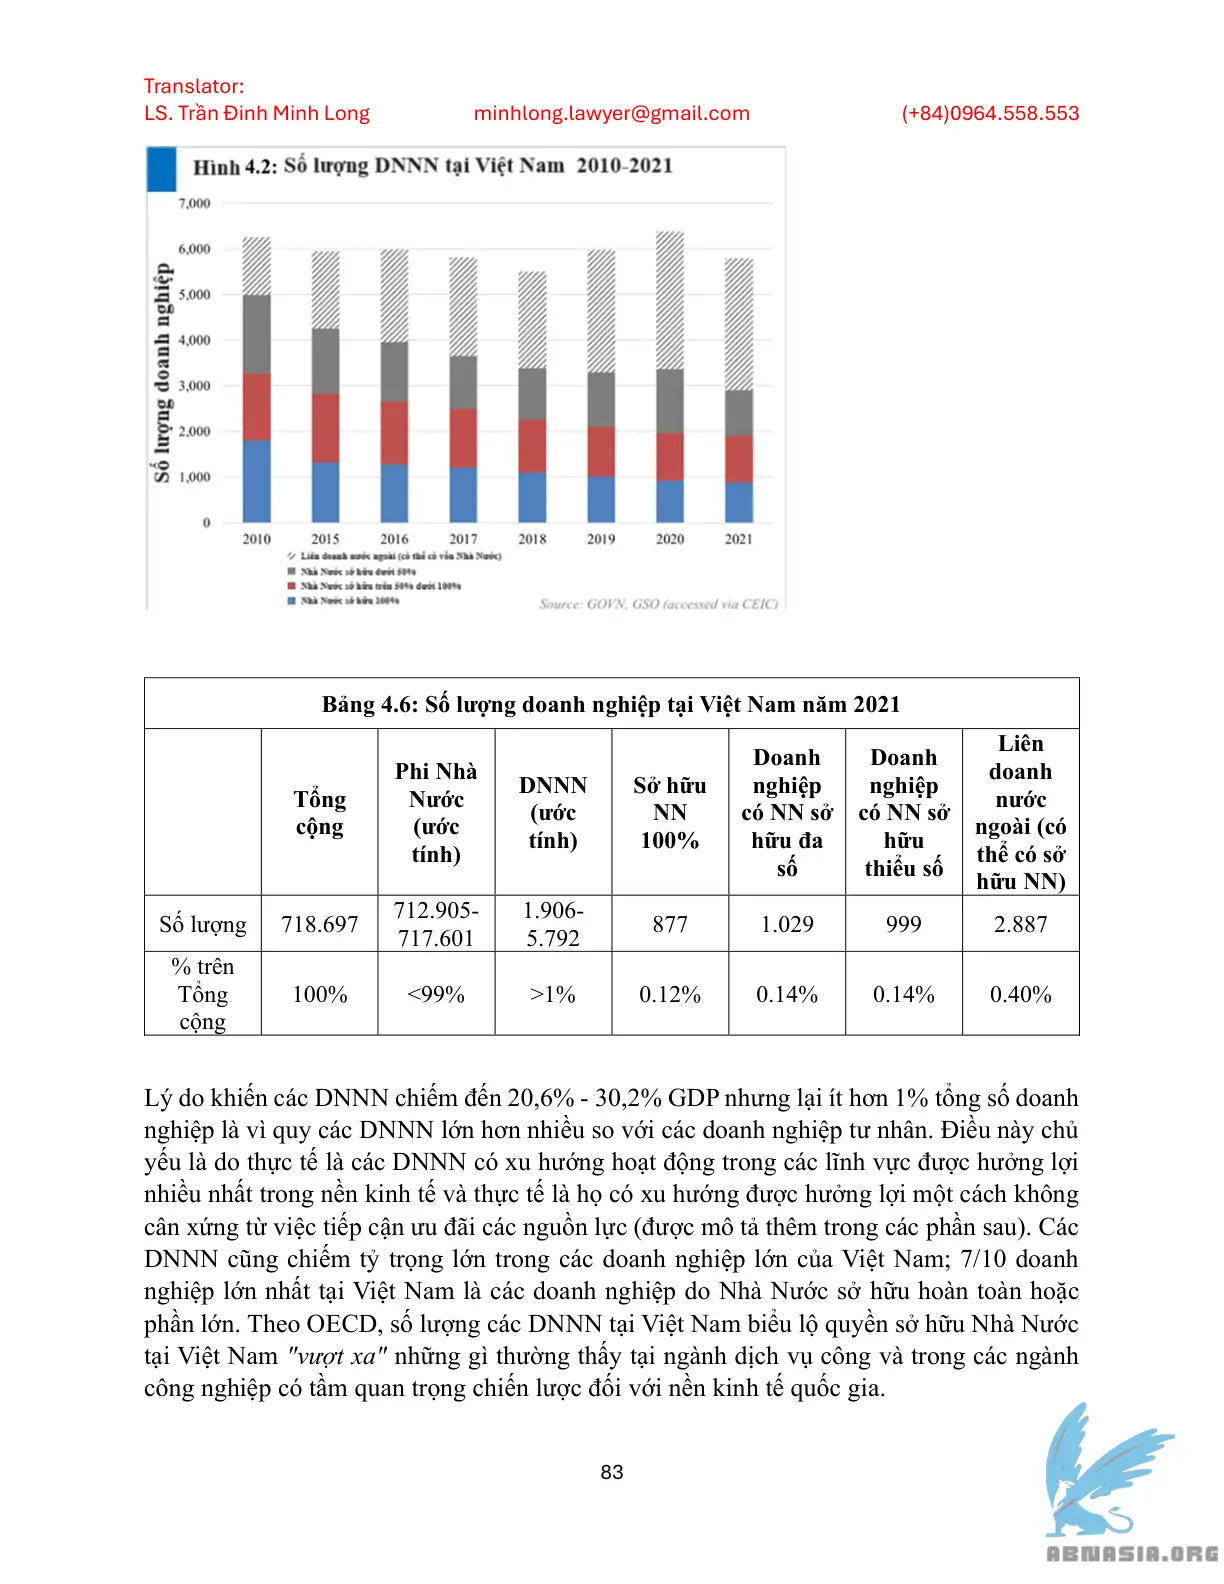 Translator:
LS. Trần Đinh Minh Long minhlong.lawyer@gmail.com (+84)0964.558.553
Hình 4.2: Số lượng DNNN tại Việt Nam 2010-2021
Số lượng doanh nghiệp
7,000
6,000
5,000
4,000
3,000
2,000
1,000
0
2010 2015 2016 2017 2018 2019 2020 2021
Liên doanh nước ngoài (có thể có vốn Nhà Nước)
Nhà Nước sở hữu dưới 50%
Nhà Nước sở hữu trên 50% dưới 100%
Nhà Nước sở hữu 100%
Source: GOVN, GSO (accessed via CEIC)
Bảng 4.6: Số lượng doanh nghiệp tại Việt Nam năm 2021
Tổng cộng
Phi Nhà Nước (ước tính)
DNNN (ước tính)
Sở hữu NN 100%
Doanh nghiệp có NN sở hữu đa số
Doanh nghiệp có NN sở hữu thiểu số
Liên doanh nước ngoài (có thể có sở hữu NN)
Số lượng 718.697 712.905-717.601 1.906-5.792 877 1.029 999 2.887
% trên Tổng cộng 100% <99% >1% 0.12% 0.14% 0.14% 0.40%
Lý do khiến các DNNN chiếm đến 20,6% - 30,2% GDP nhưng lại ít hơn 1% tổng số doanh
nghiệp là vì quy các DNNN lớn hơn nhiều so với các doanh nghiệp tư nhân. Điều này chủ
yếu là do thực tế là các DNNN có xu hướng hoạt động trong các lĩnh vực được hưởng lợi
nhiều nhất trong nền kinh tế và thực tế là họ có xu hướng được hưởng lợi một cách không
cân xứng từ việc tiếp cận ưu đãi các nguồn lực (được mô tả thêm trong các phần sau). Các
DNNN cũng chiếm tỷ trọng lớn trong các doanh nghiệp lớn của Việt Nam; 7/10 doanh
nghiệp lớn nhất tại Việt Nam là các doanh nghiệp do Nhà Nước sở hữu hoàn toàn hoặc
phần lớn. Theo OECD, số lượng các DNNN tại Việt Nam biểu lộ quyền sở hữu Nhà Nước
tại Việt Nam "vượt xa" những gì thường thấy tại ngành dịch vụ công và trong các ngành
công nghiệp có tầm quan trọng chiến lược đối với nền kinh tế quốc gia.
83
ABNASIA.ORG